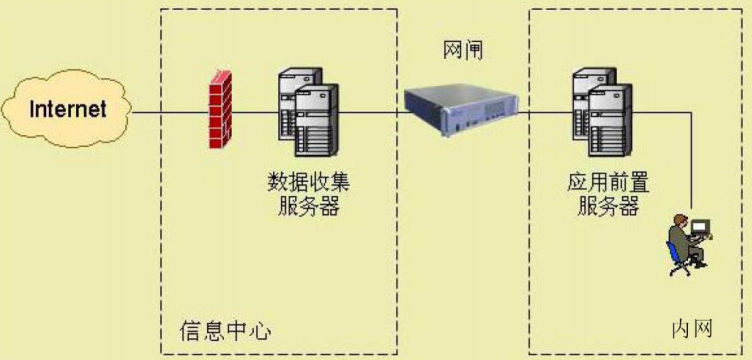 网闸
Internet
数据收集
服务器
应用前置
服务器
信息中心
内网